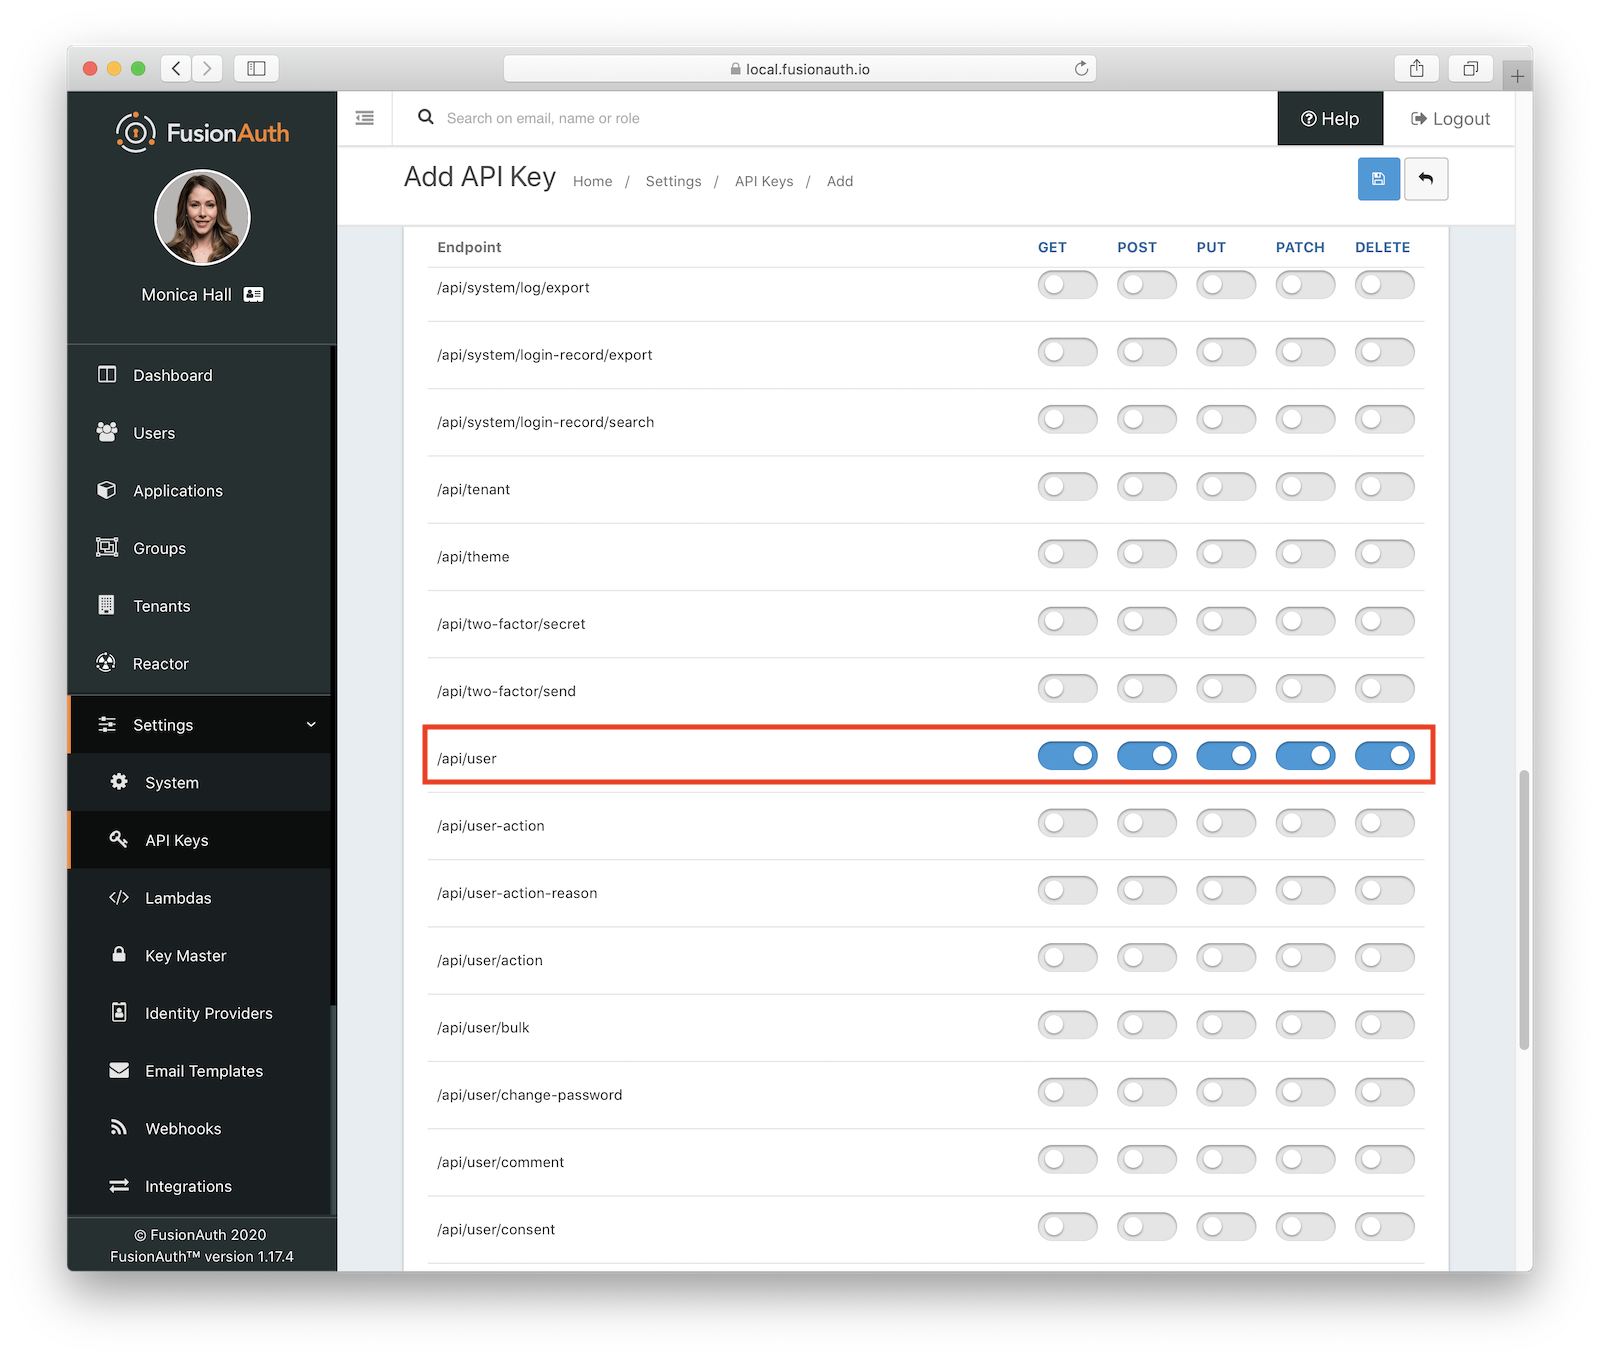 local.fusionauth.io
FusionAuth
Monica Hall
Dashboard
Users
Applications
Groups
Tenants
Reactor
Settings
System
API Keys
Lambdas
Key Master
Identity Providers
Email Templates
Webhooks
Integrations
© FusionAuth 2020
FusionAuth™ version 1.17.4
Search on email, name or role
Help
Logout
Add API Key Home / Settings / API Keys / Add
Endpoint GET POST PUT PATCH DELETE
/api/system/log/export
/api/system/login-record/export
/api/system/login-record/search
/api/tenant
/api/theme
/api/two-factor/secret
/api/two-factor/send
/api/user
/api/user-action
/api/user-action-reason
/api/user/action
/api/user/bulk
/api/user/change-password
/api/user/comment
/api/user/consent